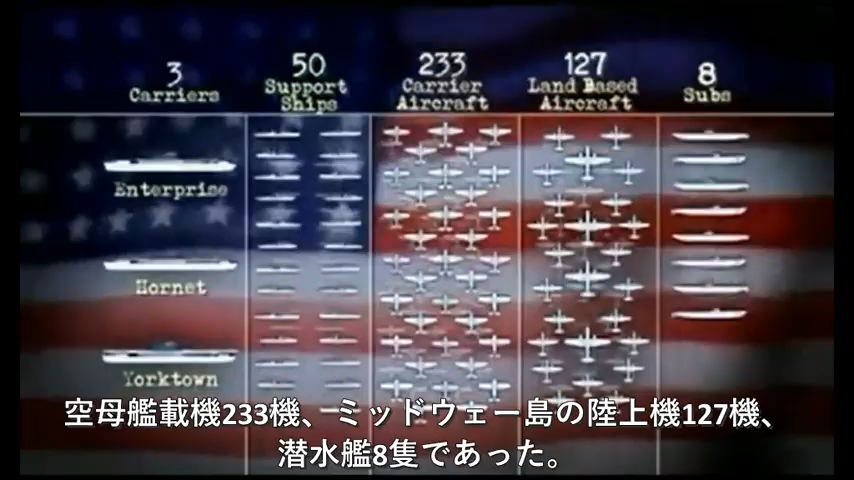 3
Carriers
50
Support
Ships
233
Carrier
Aircraft
127
Land Based
Aircraft
8
Subs
Enterprise
Hornet
Yorktown
空母艦載機233機、ミッドウェー島の陸上機127機、
潜水艦8隻であった。